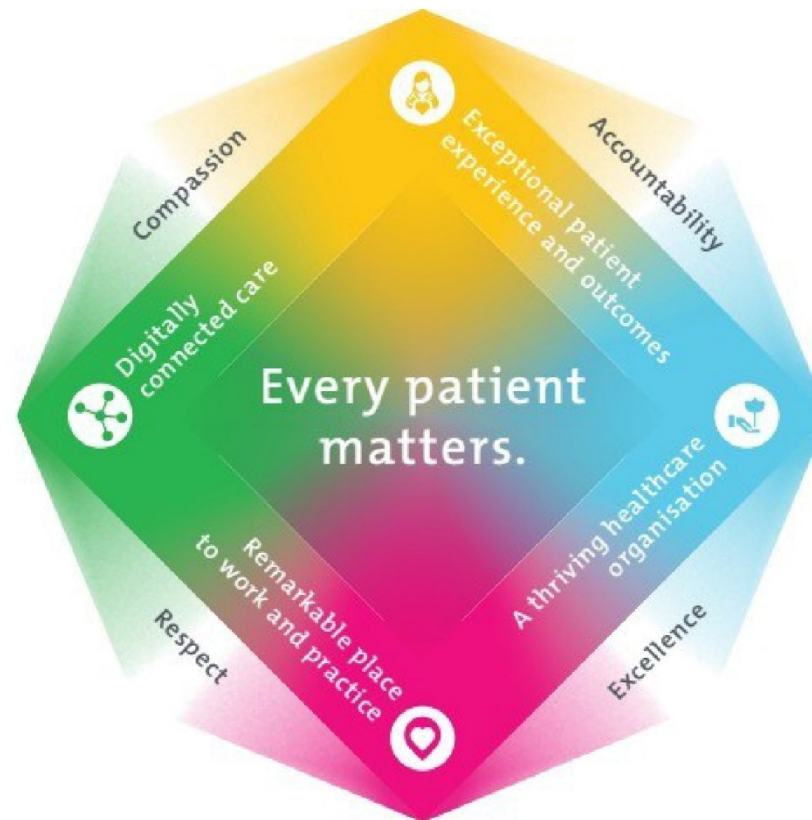 Compassion
Accountability
Exceptional patient
experience and outcomes
Digitally
connected care
Every patient
matters.
A thriving healthcare
organisation
Remarkable place
to work and practice
Respect
Excellence